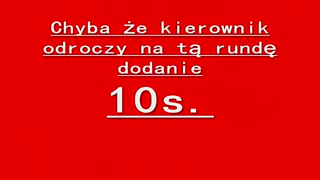 Chyba że kierownik
odroczy na tą rundę
dodanie
10s.